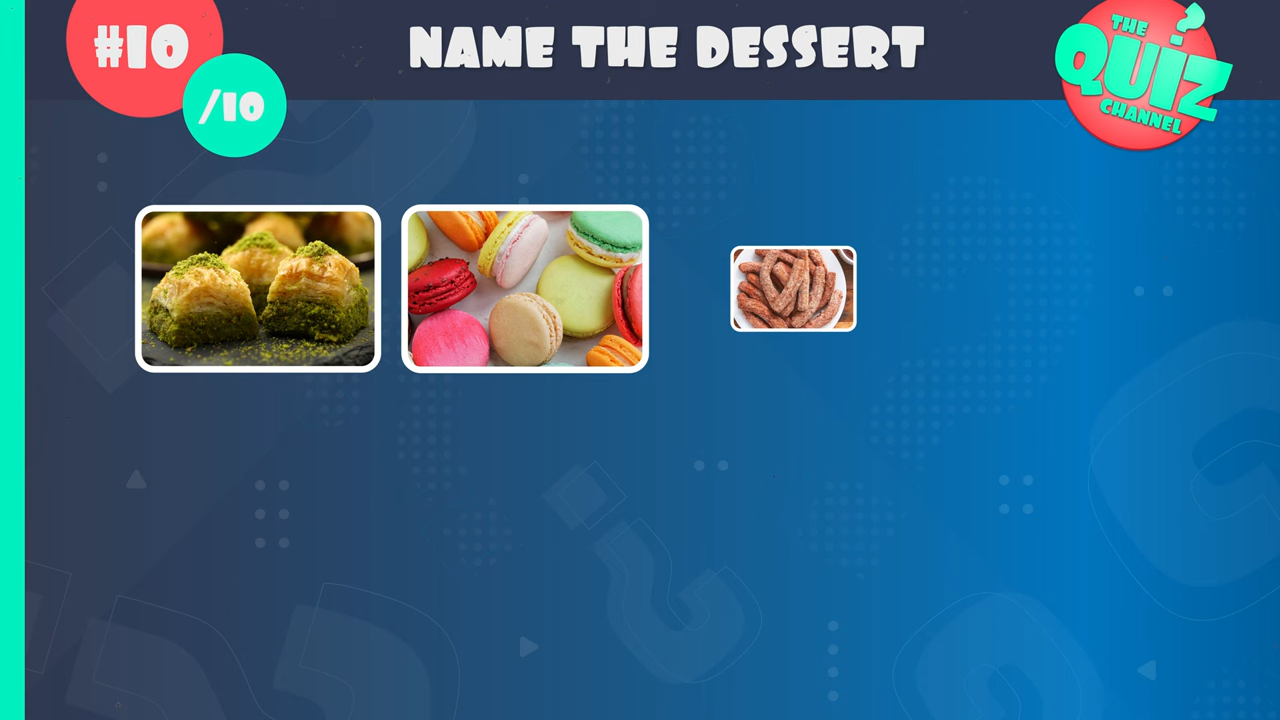 #10
/10
NAME THE DESSERT
THE
QUIZ
CHANNEL